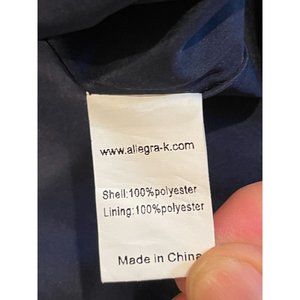 www.allegra-k.com
Shell:100%polyester
Lining:100%polyester
Made in China